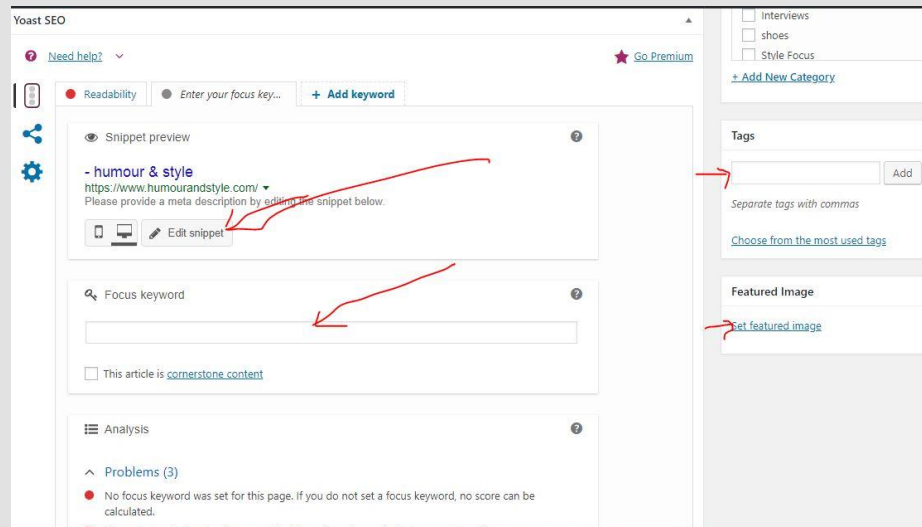 Yoast SEO
Need help?
Go Premium
Readability
Enter your focus key...
+ Add keyword
Snippet preview
- humour & style
https://www.humourandstyle.com/
Please provide a meta description by editing the snippet below.
Edit snippet
Focus keyword
This article is cornerstone content
Analysis
Problems (3)
No focus keyword was set for this page. If you do not set a focus keyword, no score can be
calculated.
Interviews
shoes
Style Focus
+ Add New Category
Tags
Add
Separate tags with commas
Choose from the most used tags
Featured Image
Set featured image